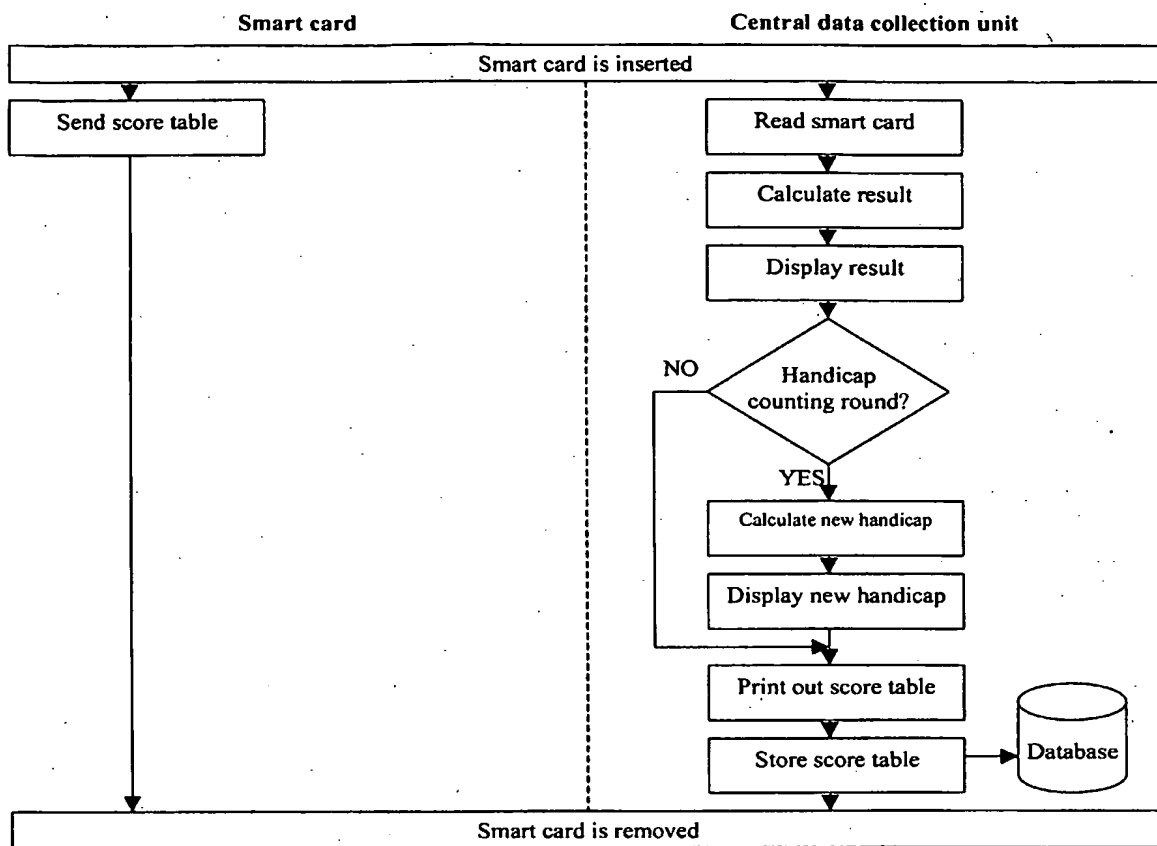 Smart card
Central data collection unit
Smart card is inserted
Send score table
Read smart card
Calculate result
Display result
NO
Handicap
counting round?
YES
Calculate new handicap
Display new handicap
Print out score table
Store score table
Database
Smart card is removed